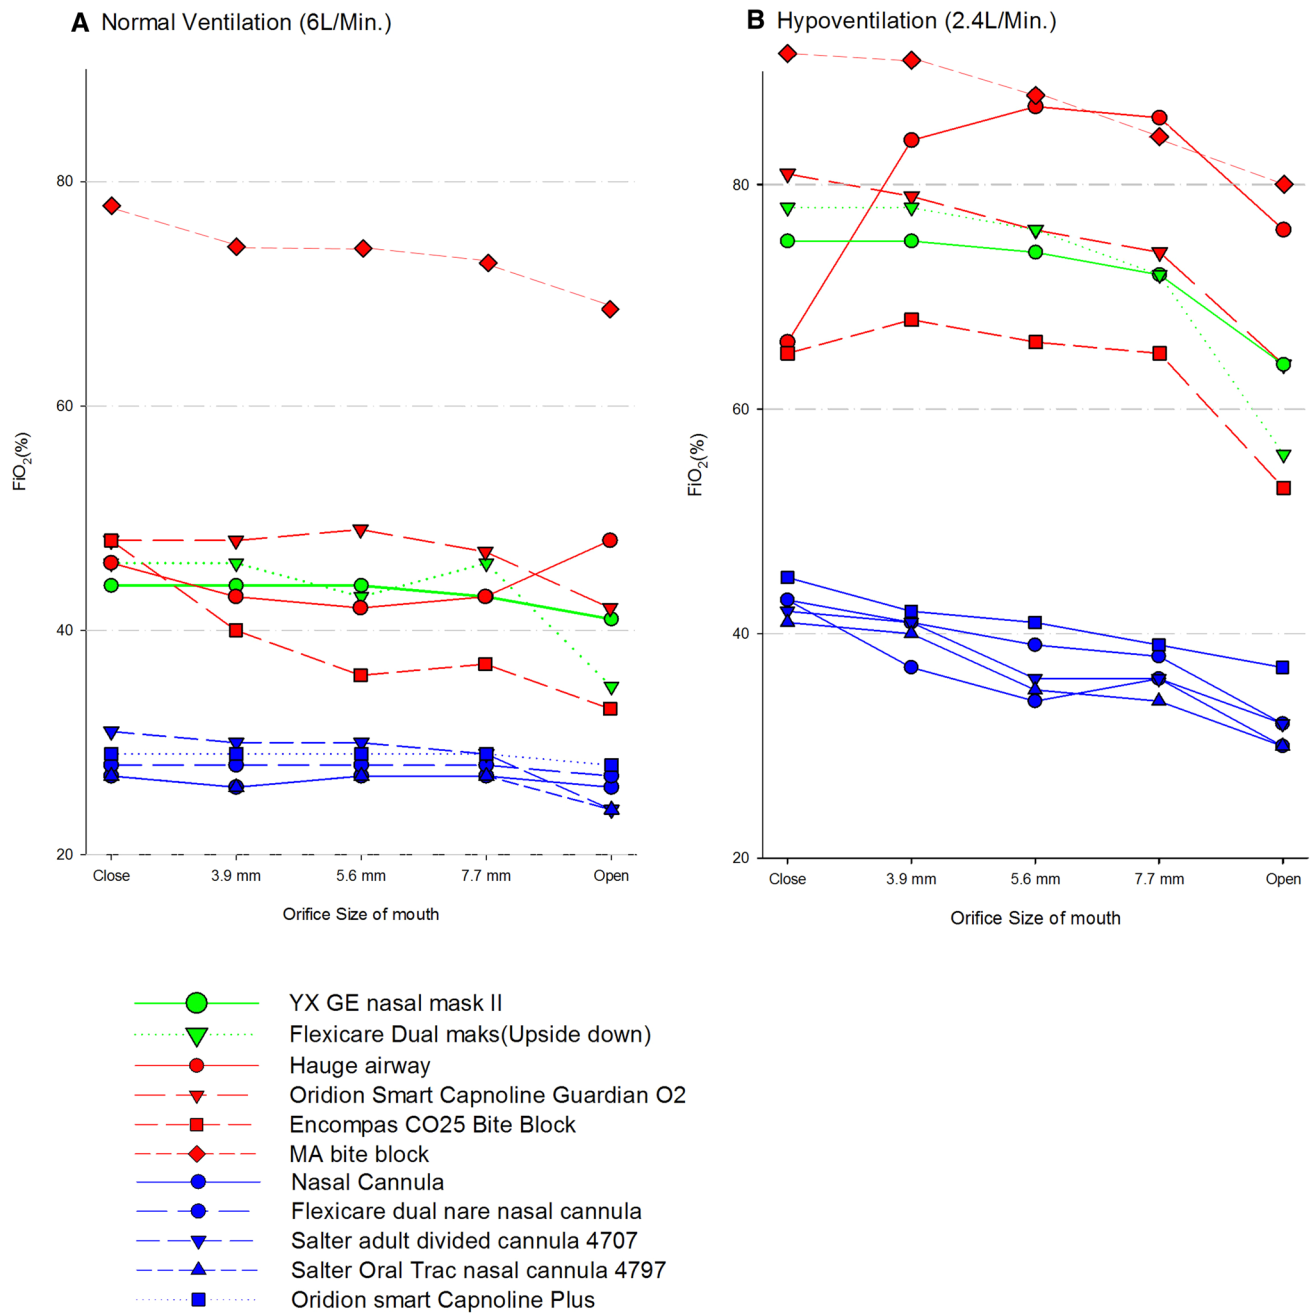 A Normal Ventilation (6L/Min.)
80
60
40
20
FiO2(%)
Close 3.9 mm 5.6 mm 7.7 mm Open
Orifice Size of mouth
B Hypoventilation (2.4L/Min.)
80
60
40
20
FiO2(%)
Close 3.9 mm 5.6 mm 7.7 mm Open
Orifice Size of mouth
YX GE nasal mask II
Flexicare Dual maks(Upside down)
Hauge airway
Oridion Smart Capnoline Guardian O2
Encompas CO25 Bite Block
MA bite block
Nasal Cannula
Flexicare dual nare nasal cannula
Salter adult divided cannula 4707
Salter Oral Trac nasal cannula 4797
Oridion smart Capnoline Plus